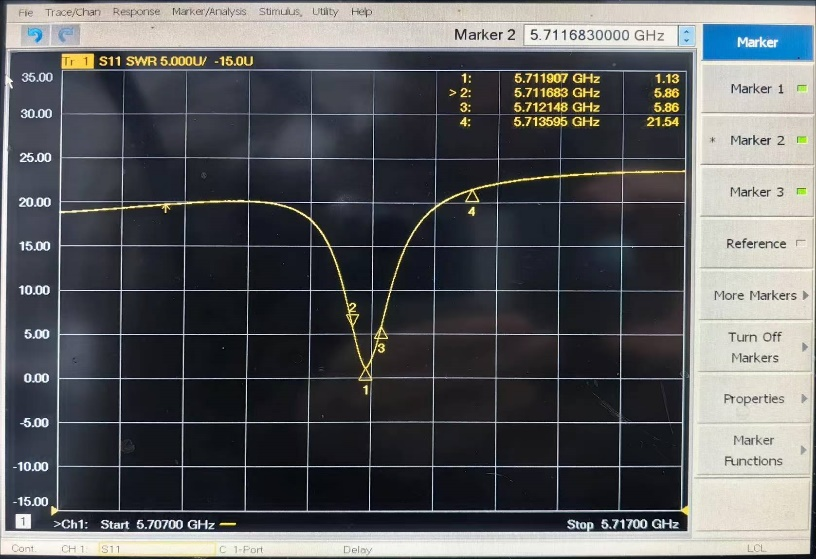 File Trace/Chan Response Marker/Analysis Stimulus, Utility Help
Marker 2 5.7116830000 GHz
Marker
Tr 1 S11 SWR 5.000U/ -15.0U
1: 5.711907 GHz 1.13
> 2: 5.711683 GHz 5.86
3: 5.712148 GHz 5.86
4: 5.713595 GHz 21.54
35.00
30.00
25.00
20.00
15.00
10.00
5.00
0.00
-5.00
-10.00
-15.00
2
3
1
4
Marker 1
* Marker 2
Marker 3
Reference
More Markers
Turn Off
Markers
Properties
Marker
Functions
1 >Ch1: Start 5.70700 GHz Stop 5.71700 GHz
Cont. CH 1: S11 C 1-Port Delay LCL